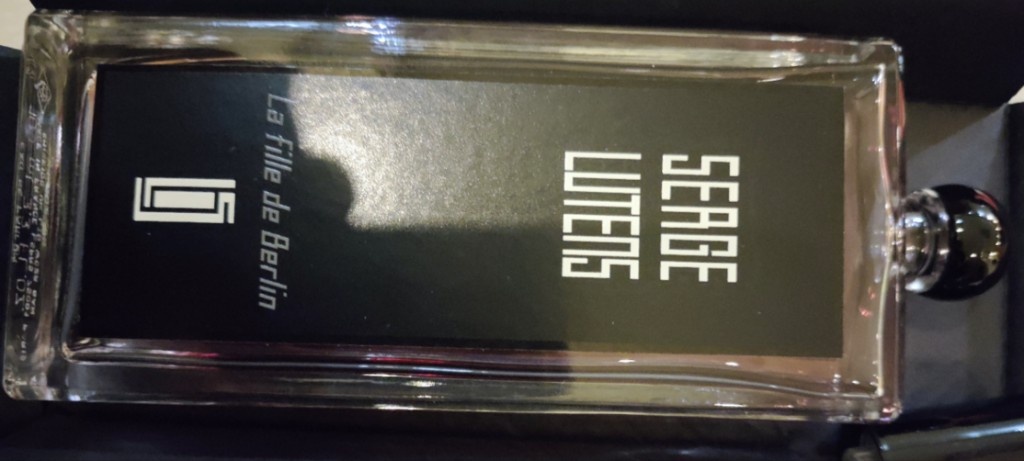 SERGE
LUTENS
La fille de Berlin